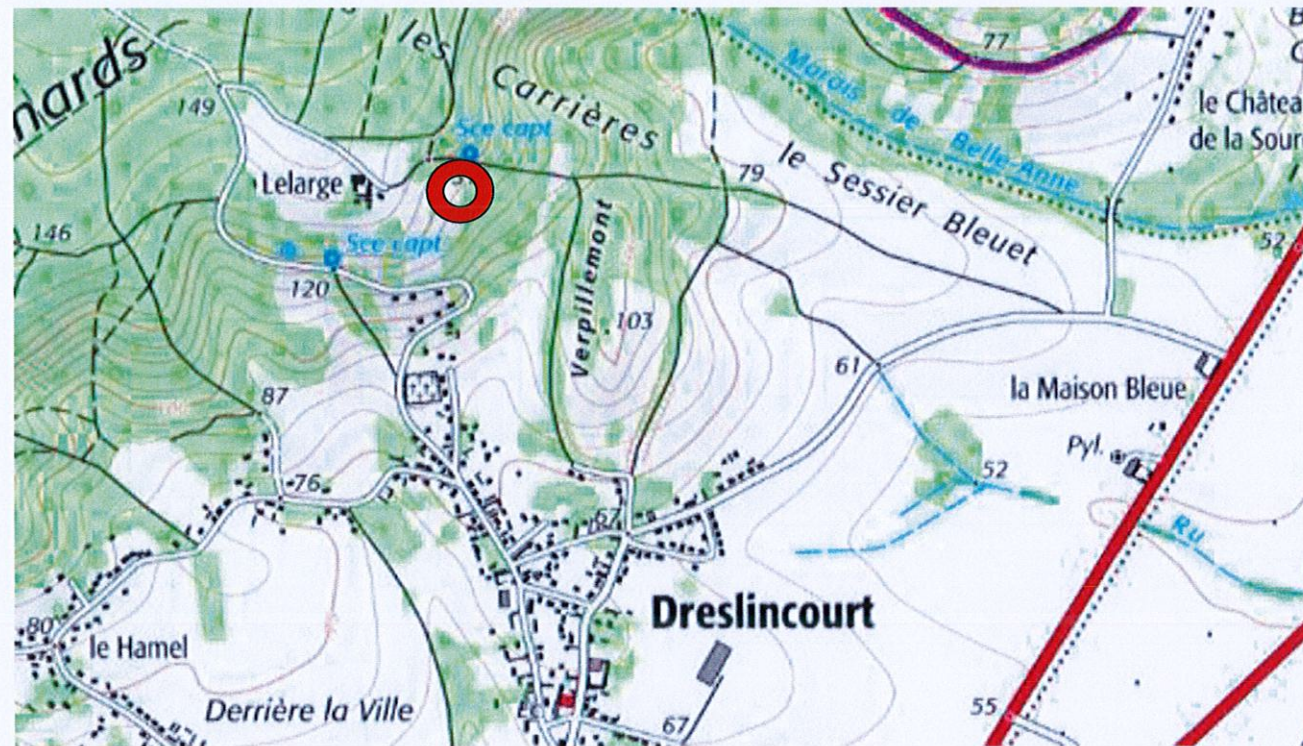 les
Carrières
77
nards
149
Sce capt
Marais de Belle-Anne
le Châtea
de la Sour
Lelarge
79
le Sessier Bleuet
146
Sce capt
52
120
Verpillemont
103
87
61
la Maison Bleue
Pyl.
52
76
67
Ru
Dreslincourt
80
le Hamel
Derrière la Ville
67
55